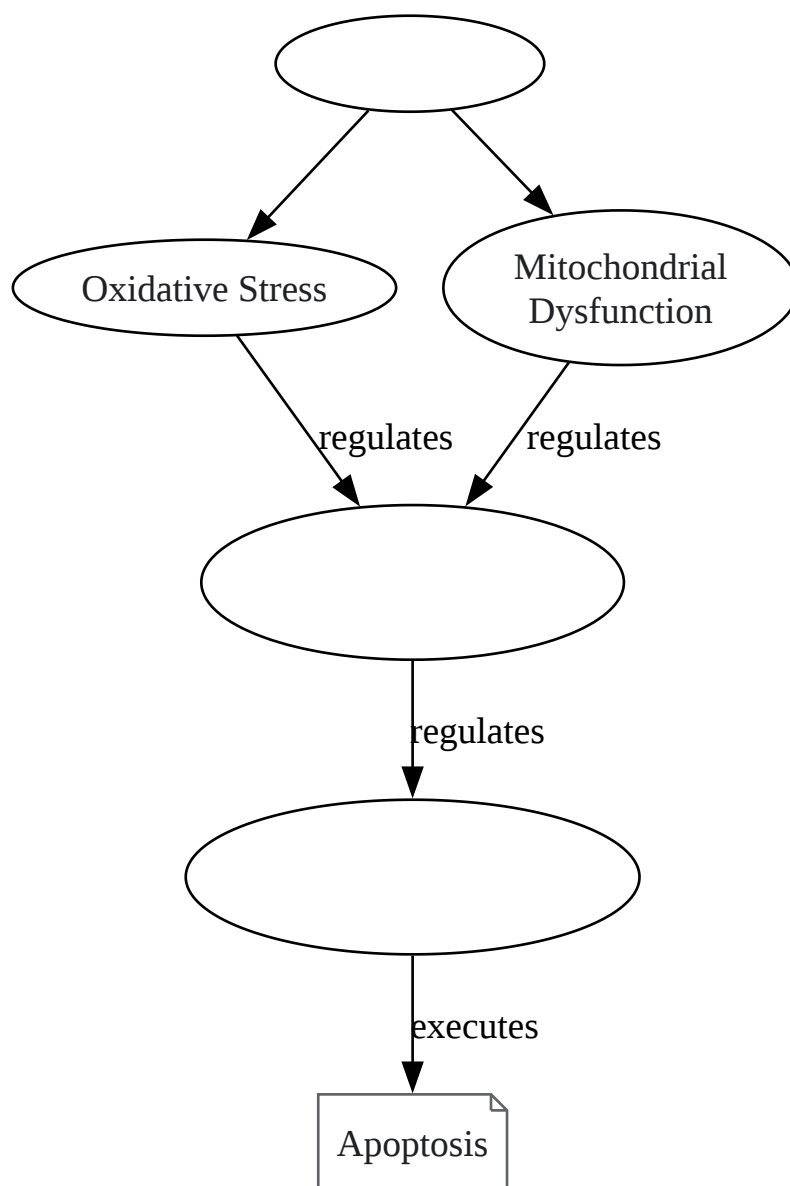 Oxidative Stress
Mitochondrial
Dysfunction
regulates
regulates
regulates
executes
Apoptosis